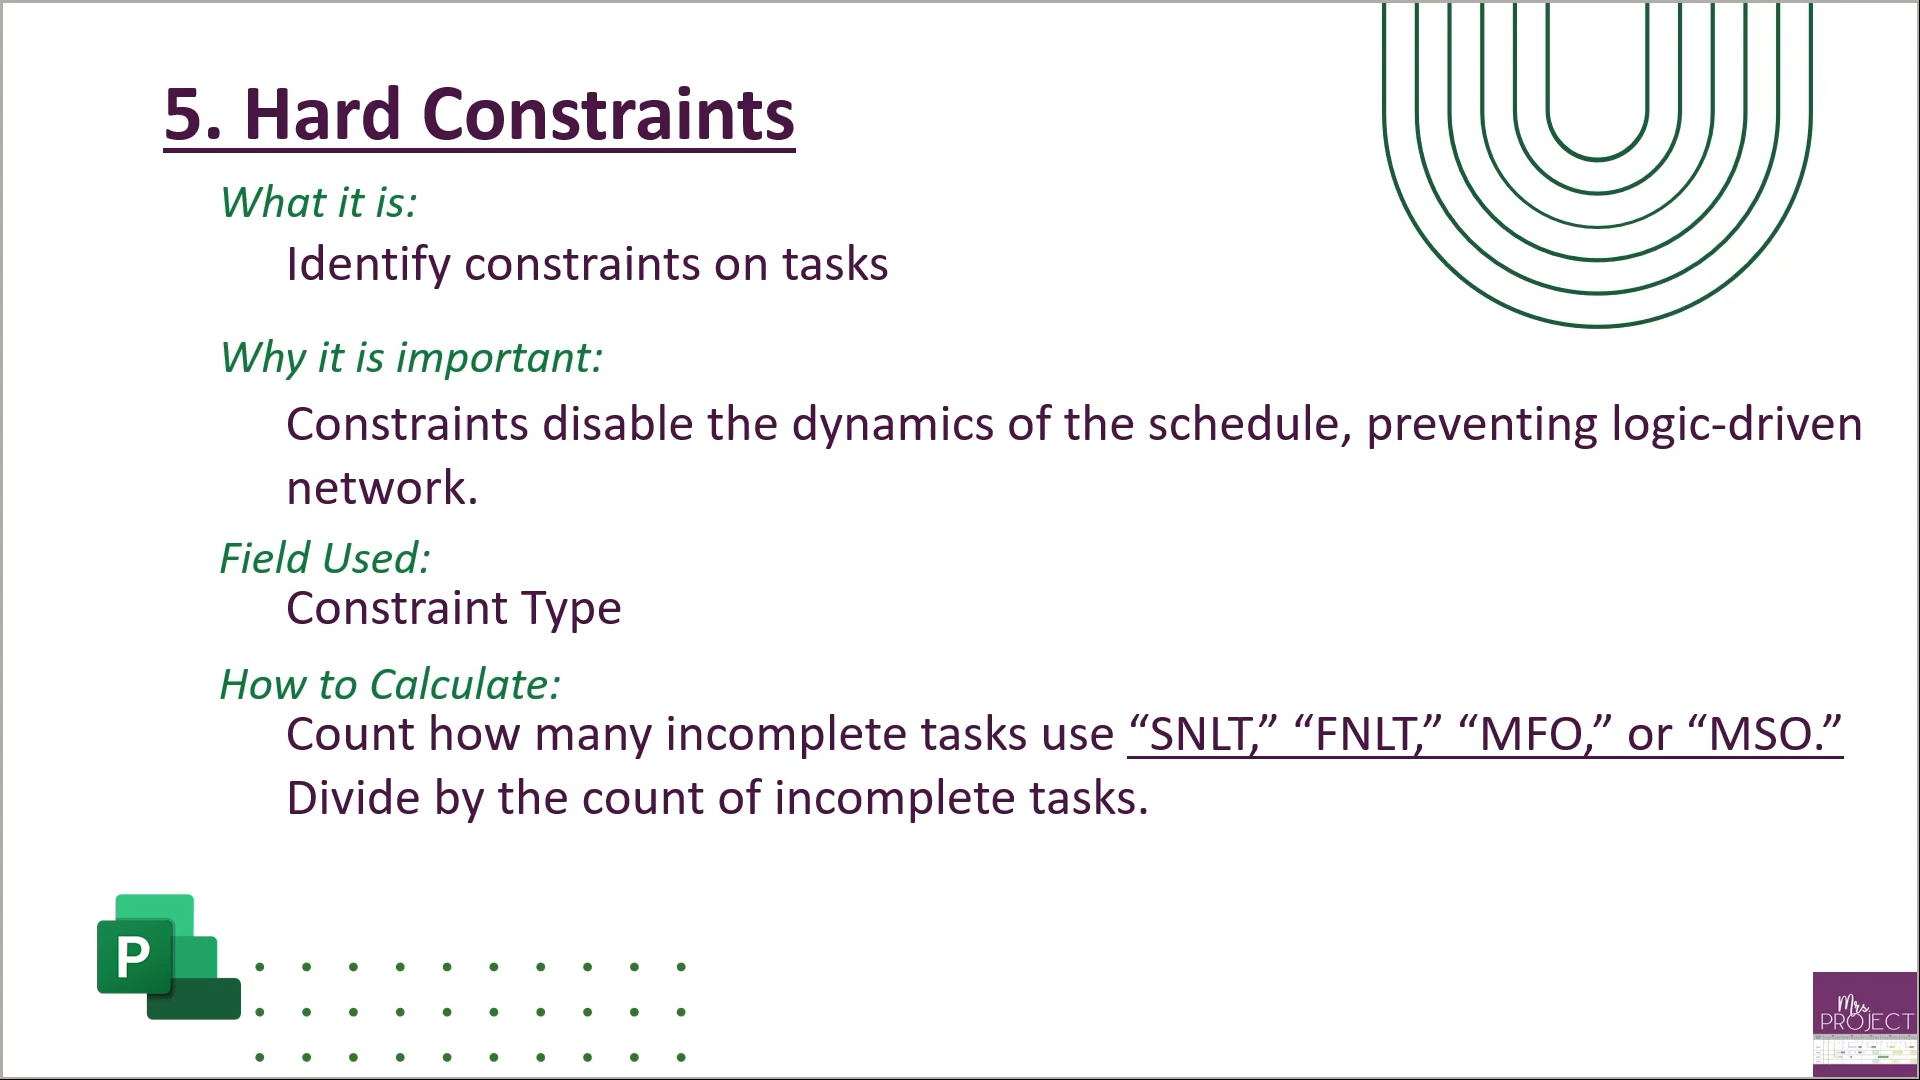 5. Hard Constraints
What it is:
Identify constraints on tasks
Why it is important:
Constraints disable the dynamics of the schedule, preventing logic-driven
network.
Field Used:
Constraint Type
How to Calculate:
Count how many incomplete tasks use “SNLT,” “FNLT,” “MFO,” or “MSO.”
Divide by the count of incomplete tasks.
P
Mrs.
PROJECT